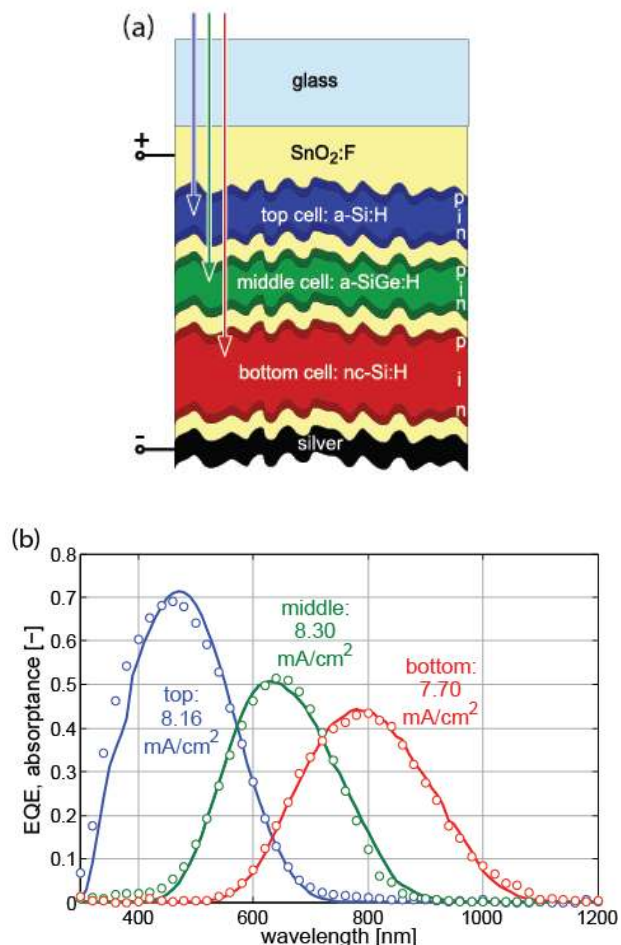 (a)
glass
+
SnO2:F
top cell: a-Si:H
p
i
n
middle cell: a-SiGe:H
p
i
n
bottom cell: nc-Si:H
p
i
n
-
silver
(b)
EQE, absorptance [–]
0.8
0.7
0.6
0.5
0.4
0.3
0.2
0.1
0
top:
8.16
mA/cm2
middle:
8.30
mA/cm2
bottom:
7.70
mA/cm2
400
600
800
1000
1200
wavelength [nm]